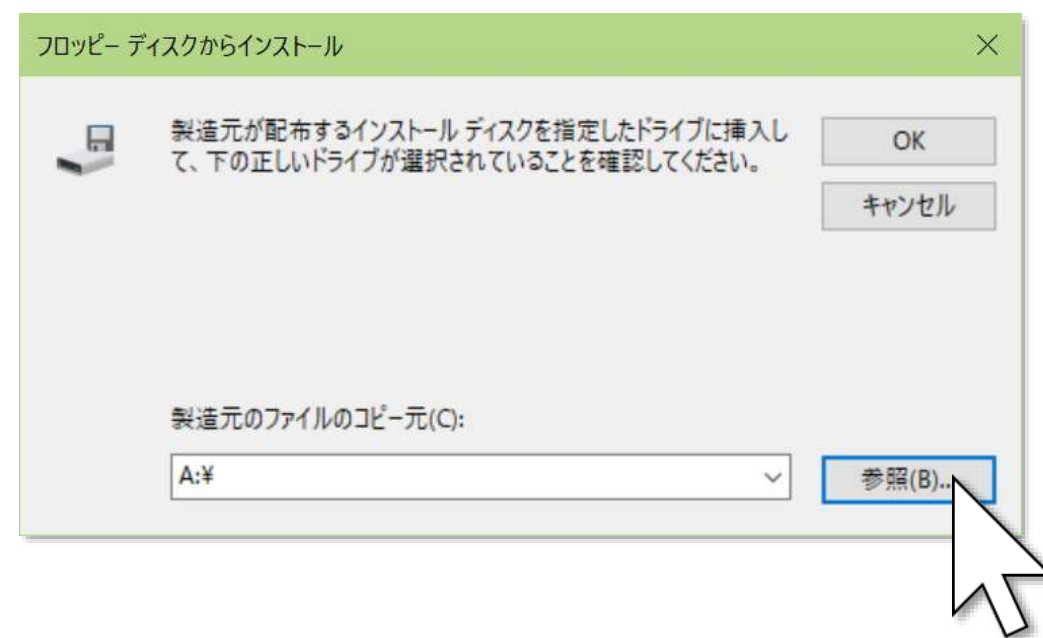 フロッピー ディスクからインストール
製造元が配布するインストール ディスクを指定したドライブに挿入し
て、下の正しいドライブが選択されていることを確認してください。
OK
キャンセル
製造元のファイルのコピー元(C):
A:¥
参照(B)...